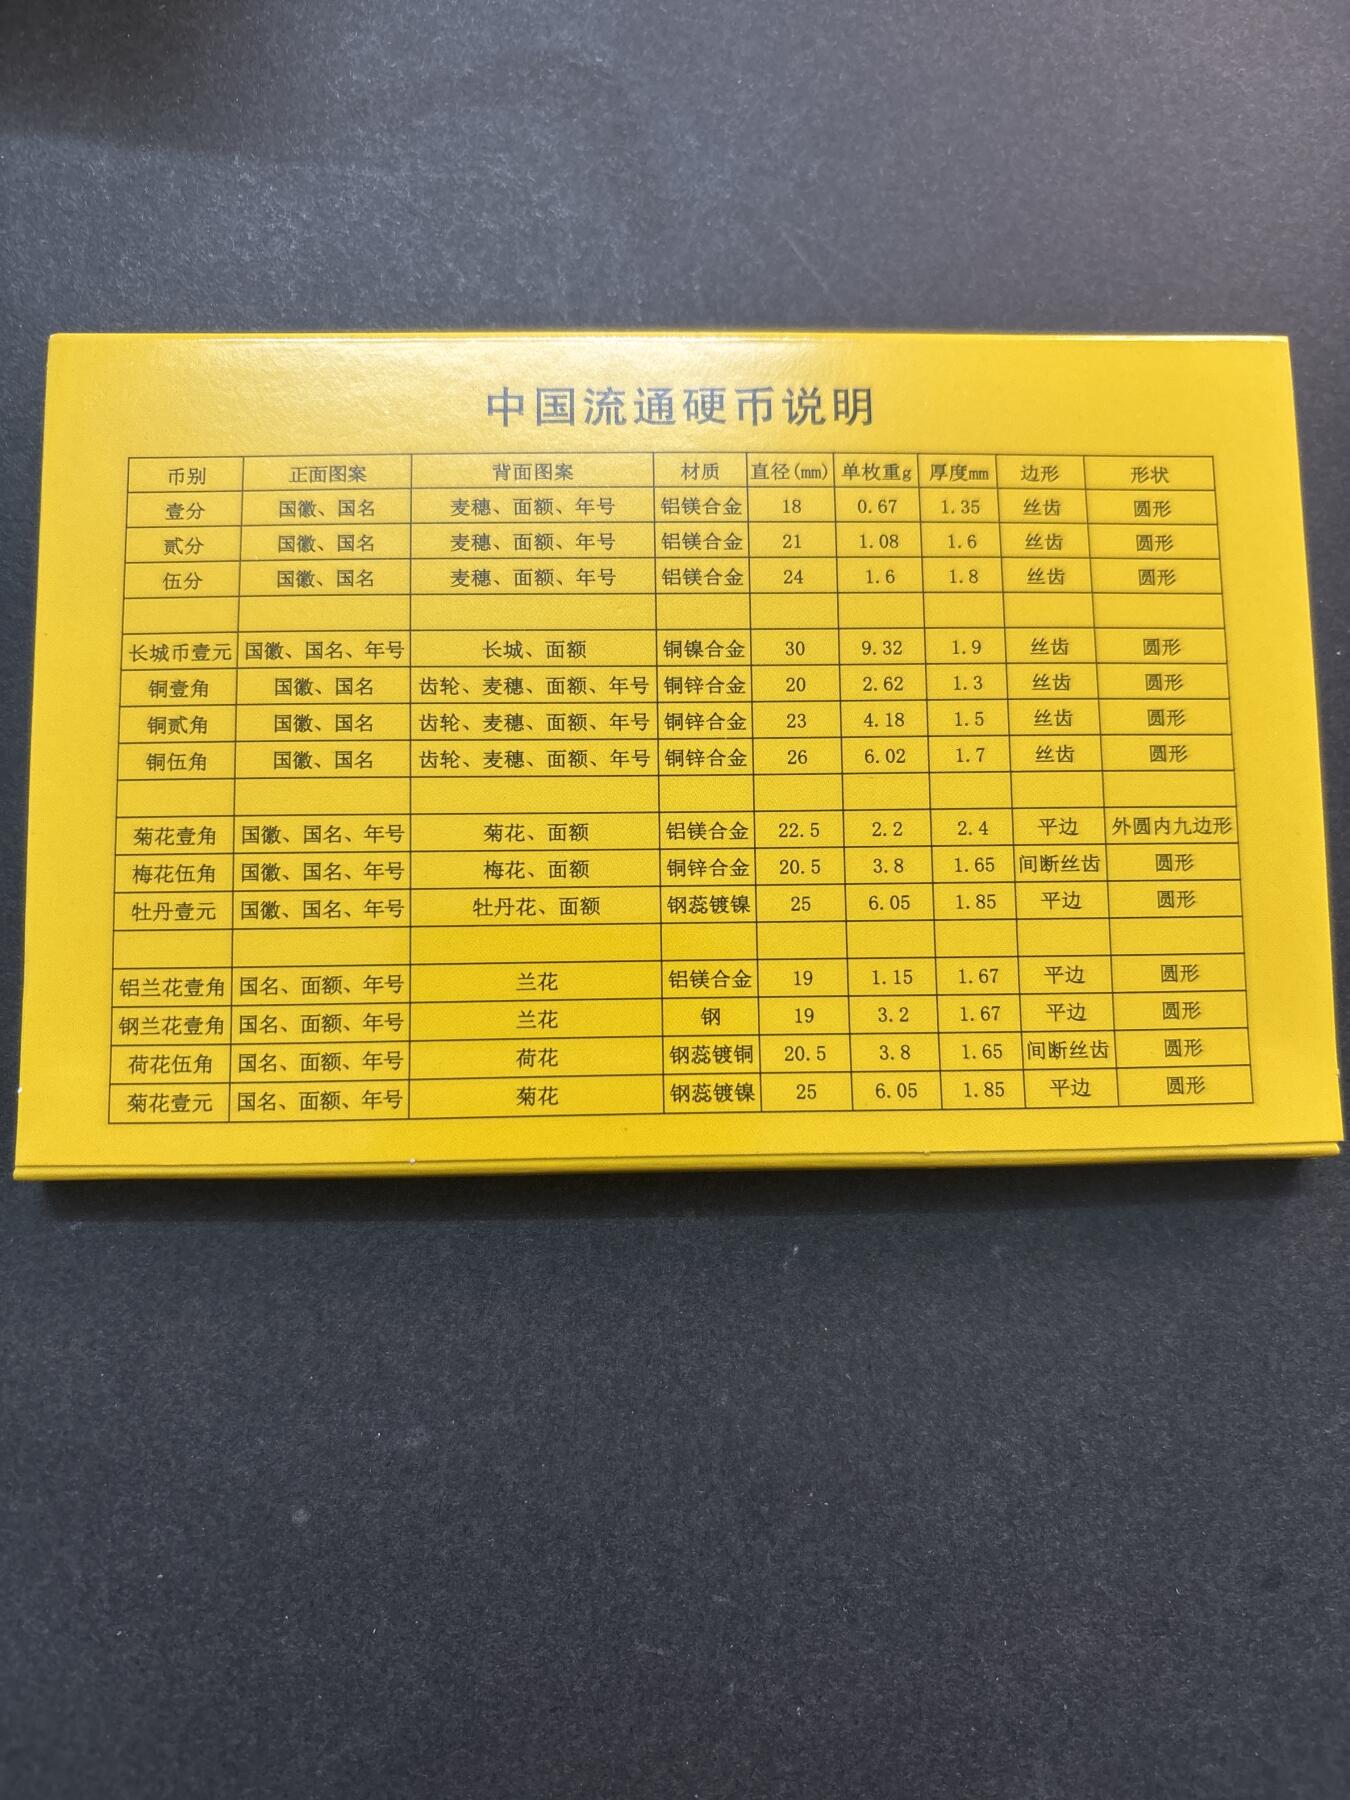 中国流通硬币说明
币别 正面图案 背面图案 材质 直径(mm) 单枚重g 厚度mm 边形 形状
壹分 国徽、国名 麦穗、面额、年号 铝镁合金 18 0.67 1.35 丝齿 圆形
贰分 国徽、国名 麦穗、面额、年号 铝镁合金 21 1.08 1.6 丝齿 圆形
伍分 国徽、国名 麦穗、面额、年号 铝镁合金 24 1.6 1.8 丝齿 圆形
长城币壹元 国徽、国名、年号 长城、面额 铜镍合金 30 9.32 1.9 丝齿 圆形
铜壹角 国徽、国名 齿轮、麦穗、面额、年号 铜锌合金 20 2.62 1.3 丝齿 圆形
铜贰角 国徽、国名 齿轮、麦穗、面额、年号 铜锌合金 23 4.18 1.5 丝齿 圆形
铜伍角 国徽、国名 齿轮、麦穗、面额、年号 铜锌合金 26 6.02 1.7 丝齿 圆形
菊花壹角 国徽、国名、年号 菊花、面额 铝镁合金 22.5 2.2 2.4 平边 外圆内九边形
梅花伍角 国徽、国名、年号 梅花、面额 铜锌合金 20.5 3.8 1.65 间断丝齿 圆形
牡丹壹元 国徽、国名、年号 牡丹花、面额 钢蕊镀镍 25 6.05 1.85 平边 圆形
铝兰花壹角 国名、面额、年号 兰花 铝镁合金 19 1.15 1.67 平边 圆形
钢兰花壹角 国名、面额、年号 兰花 钢 19 3.2 1.67 平边 圆形
荷花伍角 国名、面额、年号 荷花 钢蕊镀铜 20.5 3.8 1.65 间断丝齿 圆形
菊花壹元 国名、面额、年号 菊花 钢蕊镀镍 25 6.05 1.85 平边 圆形